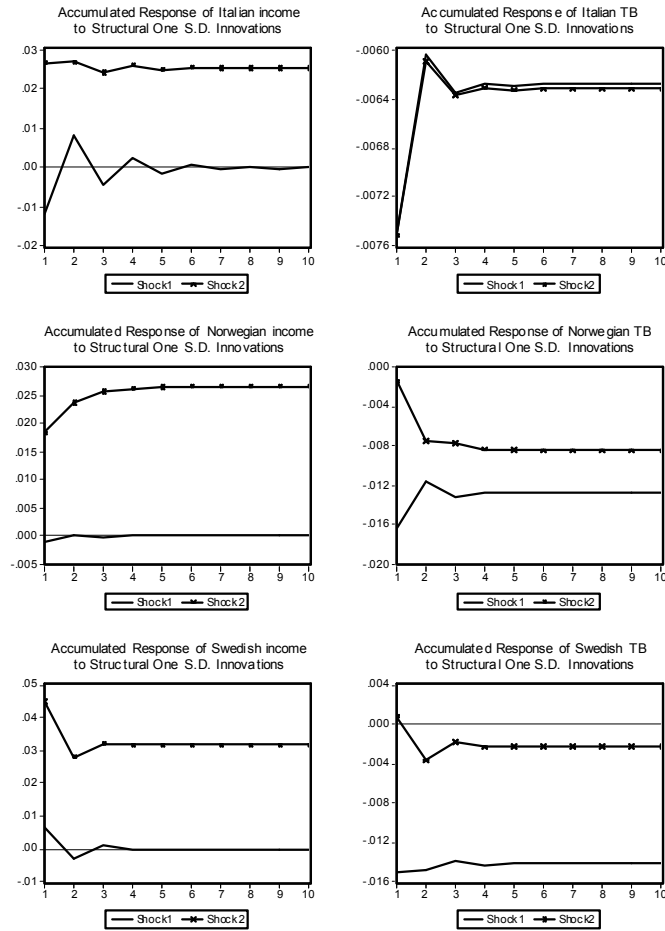 Accumulated Response of Italian income
to Structural One S.D. Innovations
.03
.02
.01
.00
-.01
-.02
1 2 3 4 5 6 7 8 9 10
Shock1 Shock2
Accumulated Response of Italian TB
to Structural One S.D. Innovations
-.0060
-.0064
-.0068
-.0072
-.0076
1 2 3 4 5 6 7 8 9 10
Shock1 Shock2
Accumulated Response of Norwegian income
to Structural One S.D. Innovations
.030
.025
.020
.015
.010
.005
.000
-.005
1 2 3 4 5 6 7 8 9 10
Shock1 Shock2
Accumulated Response of Norwegian TB
to Structural One S.D. Innovations
.000
-.004
-.008
-.012
-.016
-.020
1 2 3 4 5 6 7 8 9 10
Shock1 Shock2
Accumulated Response of Swedish income
to Structural One S.D. Innovations
.05
.04
.03
.02
.01
.00
-.01
1 2 3 4 5 6 7 8 9 10
Shock1 Shock2
Accumulated Response of Swedish TB
to Structural One S.D. Innovations
.004
.000
-.004
-.008
-.012
-.016
1 2 3 4 5 6 7 8 9 10
Shock1 Shock2